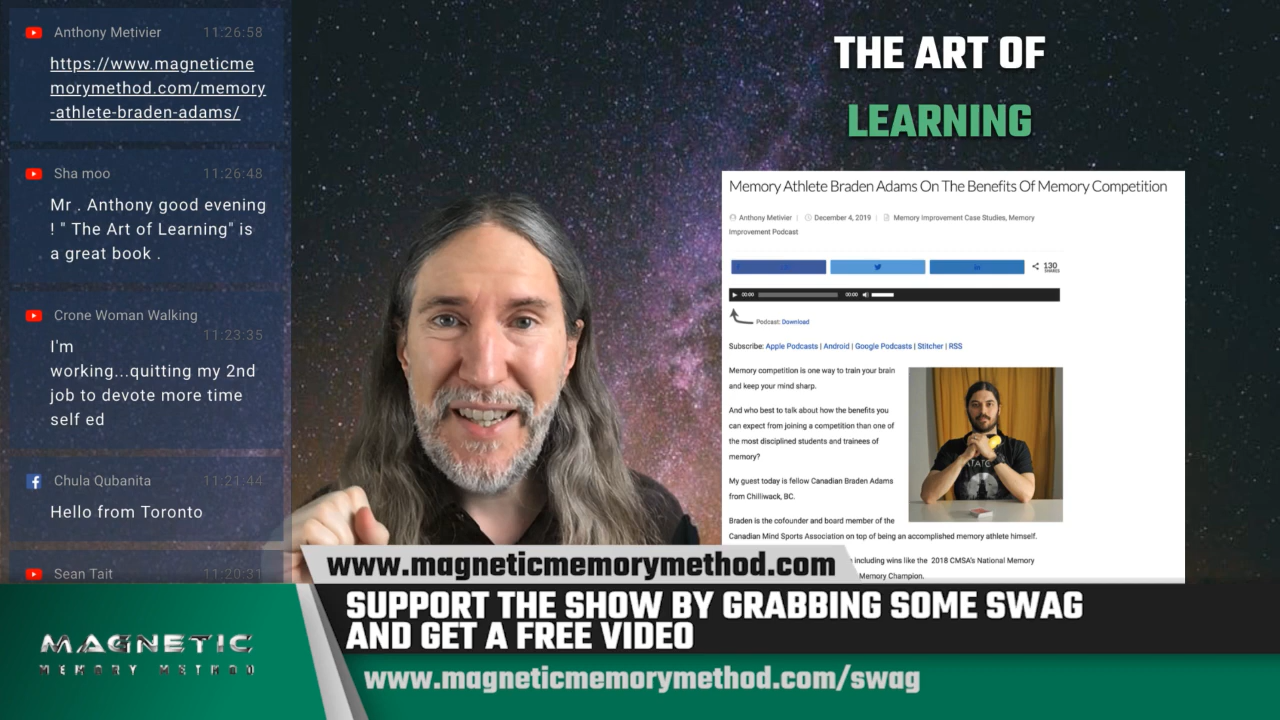 Anthony Metivier 11:26:58
https://www.magneticme
morymethod.com/memory
-athlete-braden-adams/
Sha moo 11:26:48
Mr . Anthony good evening
! " The Art of Learning" is
a great book .
Crone Woman Walking
11:23:35
I'm
working...quitting my 2nd
job to devote more time
self ed
Chula Qubanita 11:21:44
Hello from Toronto
Sean Tait 11:20:31
THE ART OF
LEARNING
Memory Athlete Braden Adams On The Benefits Of Memory Competition
Anthony Metivier | December 4, 2019 | Memory Improvement Case Studies, Memory
Improvement Podcast
130
SHARES
00:00 00:00
Podcast: Download
Subscribe: Apple Podcasts | Android | Google Podcasts | Stitcher | RSS
Memory competition is one way to train your brain
and keep your mind sharp.
And who best to talk about how the benefits you
can expect from joining a competition than one of
the most disciplined students and trainees of
memory?
My guest today is fellow Canadian Braden Adams
from Chilliwack, BC.
Braden is the cofounder and board member of the
Canadian Mind Sports Association on top of being an accomplished memory athlete himself.
including wins like the 2018 CMSA's National Memory
Memory Champion.
www.magneticmemorymethod.com
SUPPORT THE SHOW BY GRABBING SOME SWAG
AND GET A FREE VIDEO
www.magneticmemorymethod.com/swag
MAGNETIC
MEMORY METHOD